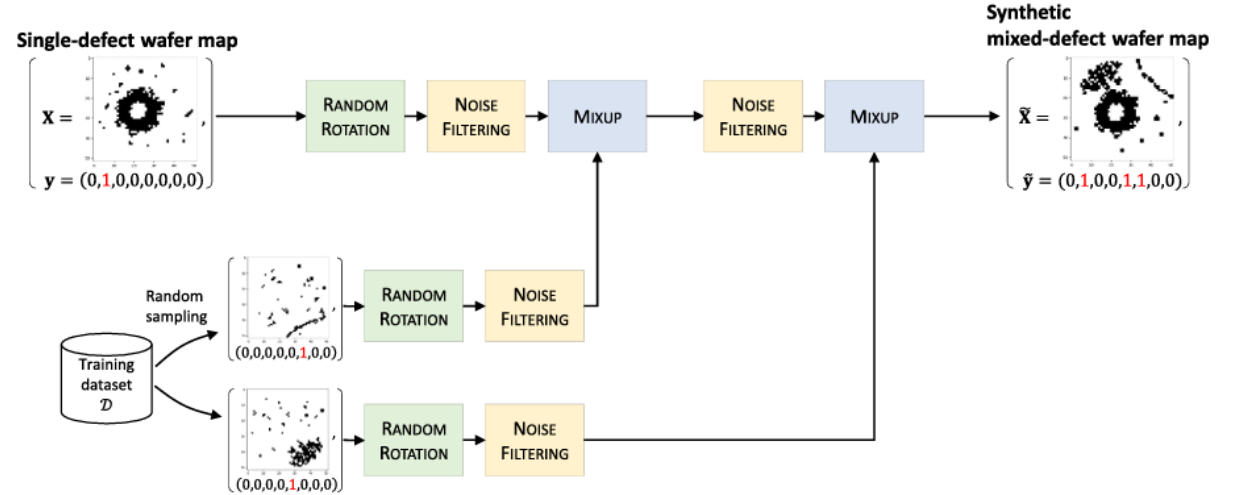 Single-defect wafer map
X =
,
y = (0,1,0,0,0,0,0,0)
RANDOM
ROTATION
NOISE
FILTERING
MIXUP
NOISE
FILTERING
MIXUP
Synthetic
mixed-defect wafer map
X̃ =
,
ỹ = (0,1,0,0,1,1,0,0)
Random
sampling
Training
dataset
𝒟
,
(0,0,0,0,0,1,0,0)
RANDOM
ROTATION
NOISE
FILTERING
,
(0,0,0,0,1,0,0,0)
RANDOM
ROTATION
NOISE
FILTERING